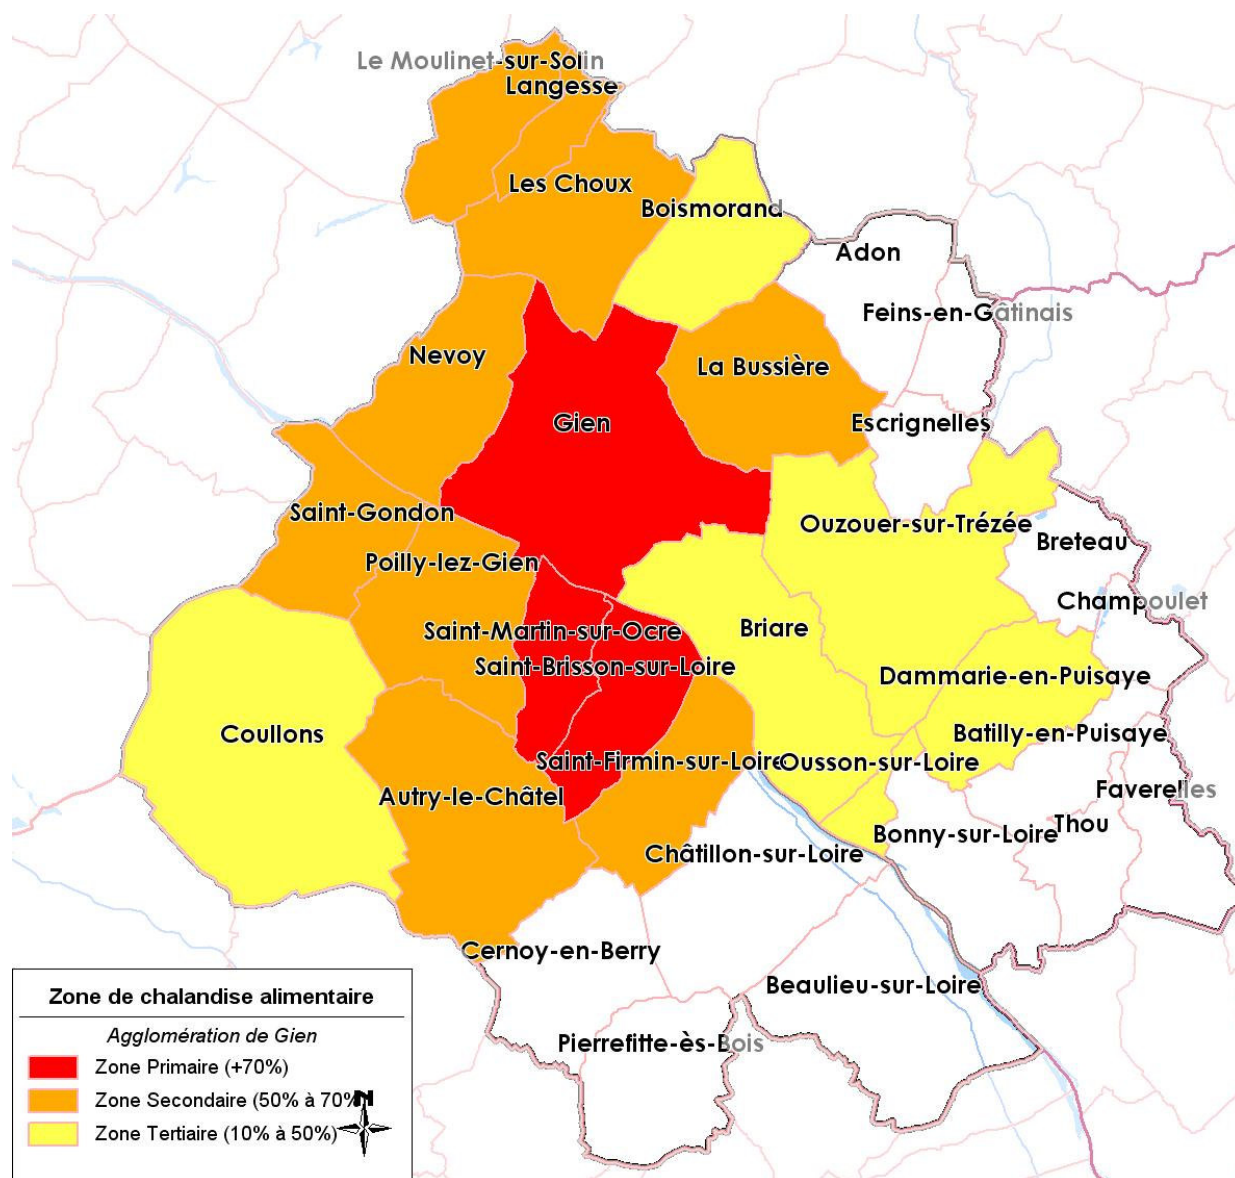 Le Moulinet-sur-Solin
Langesse
Les Choux
Boismorand
Adon
Feins-en-Gâtinais
Nevoy
La Bussière
Gien
Escrignelles
Saint-Gondon
Ouzouer-sur-Trézée
Breteau
Poilly-lez-Gien
Champoulet
Saint-Martin-sur-Ocre
Briare
Saint-Brisson-sur-Loire
Dammarie-en-Puisaye
Coullons
Batilly-en-Puisaye
Saint-Firmin-sur-Loire
Ousson-sur-Loire
Autry-le-Châtel
Faverelles
Thou
Bonny-sur-Loire
Châtillon-sur-Loire
Cernoy-en-Berry
Beaulieu-sur-Loire
Pierrefitte-ès-Bois
Zone de chalandise alimentaire
Agglomération de Gien
Zone Primaire (+70%)
Zone Secondaire (50% à 70%
N
Zone Tertiaire (10% à 50%)